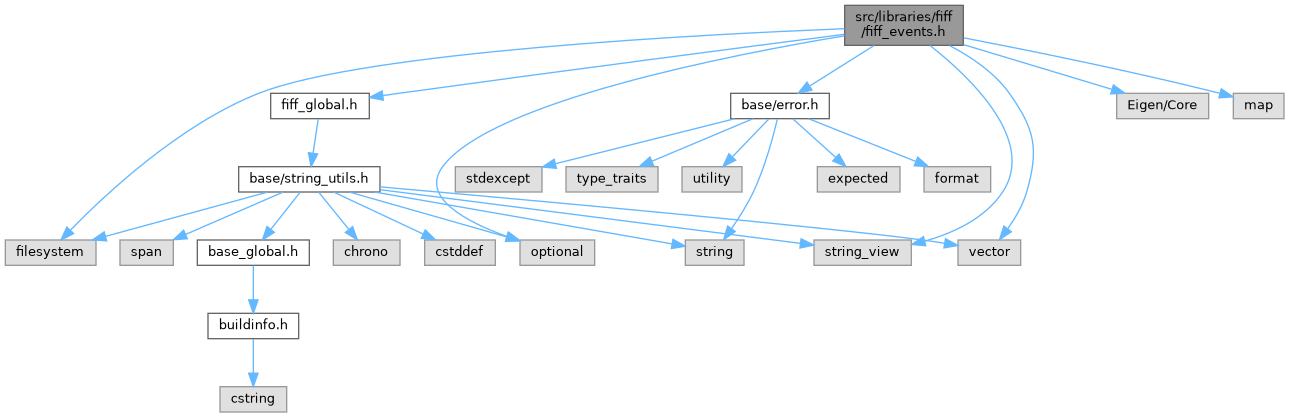 src/libraries/fiff
/fiff_events.h
fiff_global.h
base/error.h
Eigen/Core
map
base/string_utils.h
stdexcept
type_traits
utility
expected
format
filesystem
span
base_global.h
chrono
cstddef
optional
string
string_view
vector
buildinfo.h
cstring